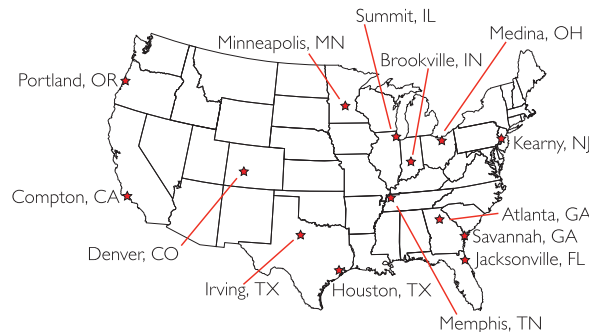 Summit, IL
Medina, OH
Minneapolis, MN
Brookville, IN
Portland, OR
Kearny, NJ
Compton, CA
Atlanta, GA
Savannah, GA
Denver, CO
Jacksonville, FL
Irving, TX
Houston, TX
Memphis, TN